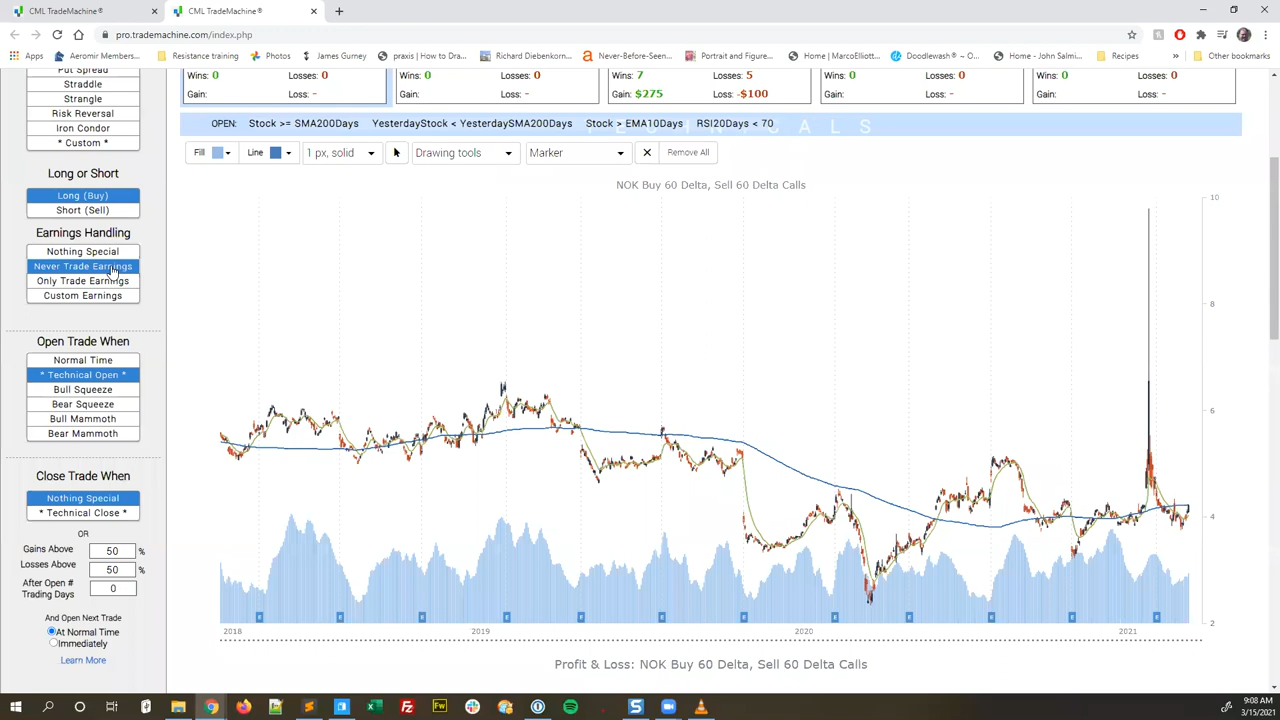 CML TradeMachine®
CML TradeMachine®
pro.trademachine.com/index.php
Apps
Aeromir Members...
Resistance training
Photos
James Gurney
praxis | How to Dra...
Richard Diebenkorn...
Never-Before-Seen...
Portrait and Figure...
Home | MarcoElliott...
Doodlewash® ~ O...
Home - John Salmi...
Recipes
»
Other bookmarks
Put Spread
Straddle
Strangle
Risk Reversal
Iron Condor
* Custom *
Long or Short
Long (Buy)
Short (Sell)
Earnings Handling
Nothing Special
Never Trade Earnings
Only Trade Earnings
Custom Earnings
Open Trade When
Normal Time
* Technical Open *
Bull Squeeze
Bear Squeeze
Bull Mammoth
Bear Mammoth
Close Trade When
Nothing Special
* Technical Close *
OR
Gains Above 50 %
Losses Above 50 %
After Open # Trading Days 0
And Open Next Trade
At Normal Time
Immediately
Learn More
Wins: 0 Losses: 0
Gain: Loss: -
Wins: 0 Losses: 0
Gain: Loss: -
Wins: 7 Losses: 5
Gain: $275 Loss: -$100
Wins: 0 Losses: 0
Gain: Loss: -
Wins: 0 Losses: 0
Gain: Loss: -
OPEN: Stock >= SMA200Days YesterdayStock < YesterdaySMA200Days Stock > EMA10Days RSI20Days < 70
TECHNICALS
Fill Line 1 px, solid Drawing tools Marker Remove All
NOK Buy 60 Delta, Sell 60 Delta Calls
10
8
6
4
2
E E E E E E E E E E E E
2018 2019 2020 2021
Profit & Loss: NOK Buy 60 Delta, Sell 60 Delta Calls
9:08 AM
3/15/2021